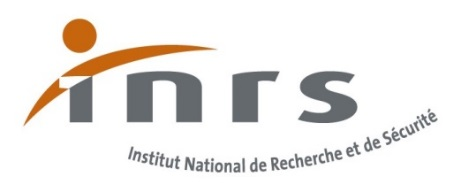 inrs
Institut National de Recherche et de Sécurité